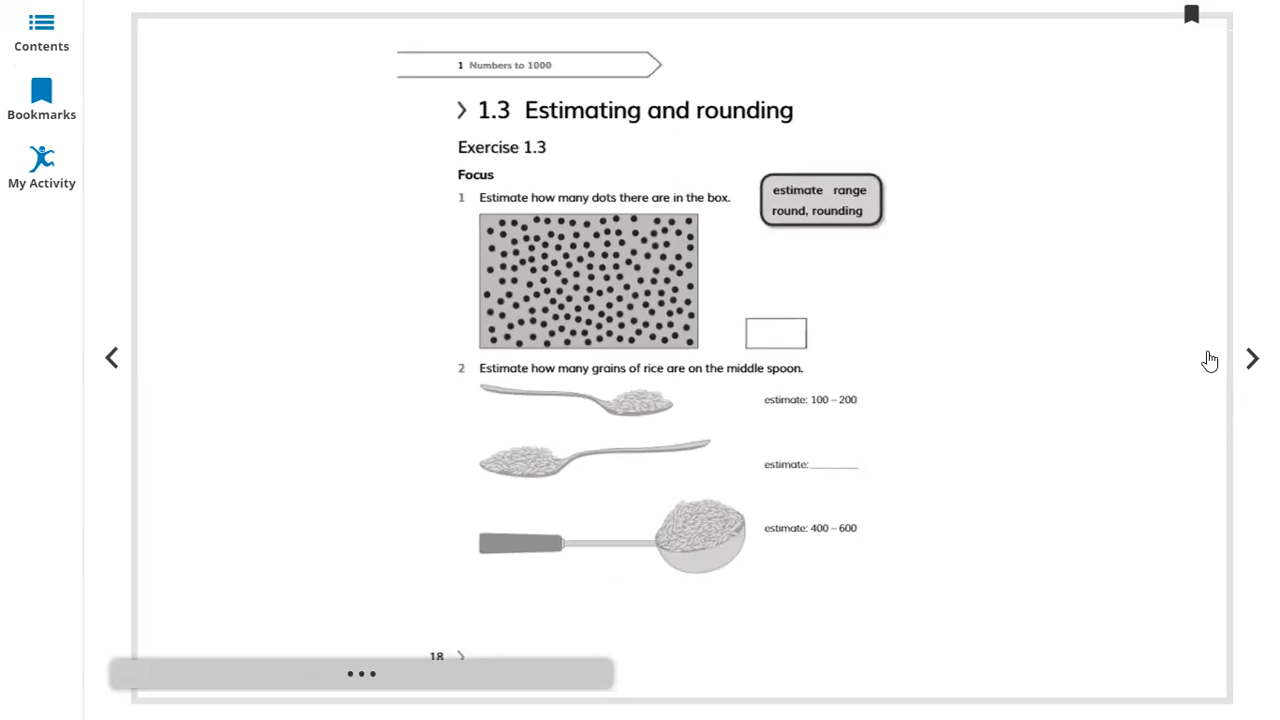 Contents
Bookmarks
My Activity
1 Numbers to 1000
1.3 Estimating and rounding
Exercise 1.3
Focus
1 Estimate how many dots there are in the box.
estimate range
round, rounding
2 Estimate how many grains of rice are on the middle spoon.
estimate: 100 – 200
estimate:________
estimate: 400 – 600
18